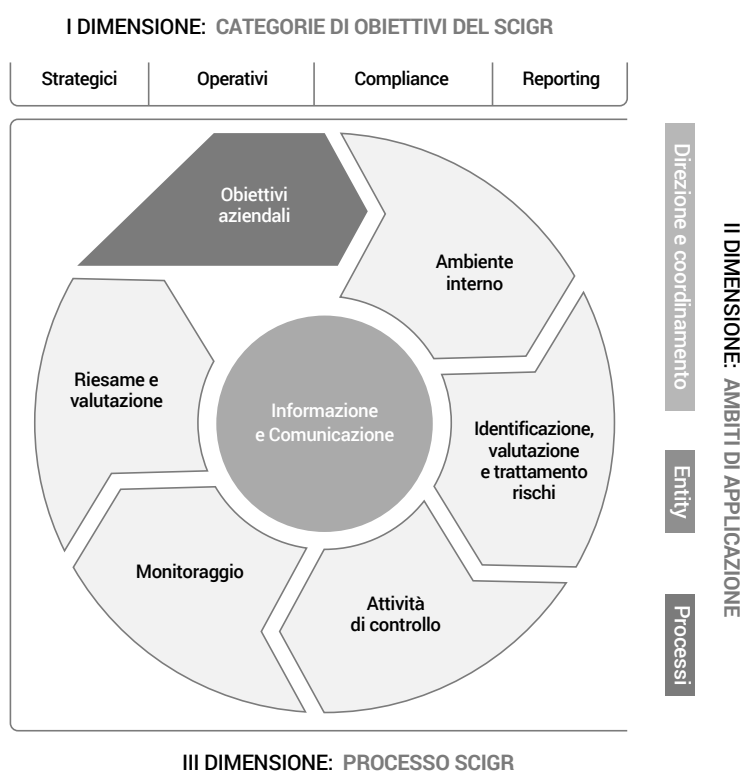 I DIMENSIONE: CATEGORIE DI OBIETTIVI DEL SCIGR
Strategici
Operativi
Compliance
Reporting
Obiettivi
aziendali
Ambiente
interno
Identificazione,
valutazione
e trattamento
rischi
Attività
di controllo
Monitoraggio
Riesame e
valutazione
Informazione
e Comunicazione
Direzione e coordinamento
Entity
Processi
II DIMENSIONE: AMBITI DI APPLICAZIONE
III DIMENSIONE: PROCESSO SCIGR